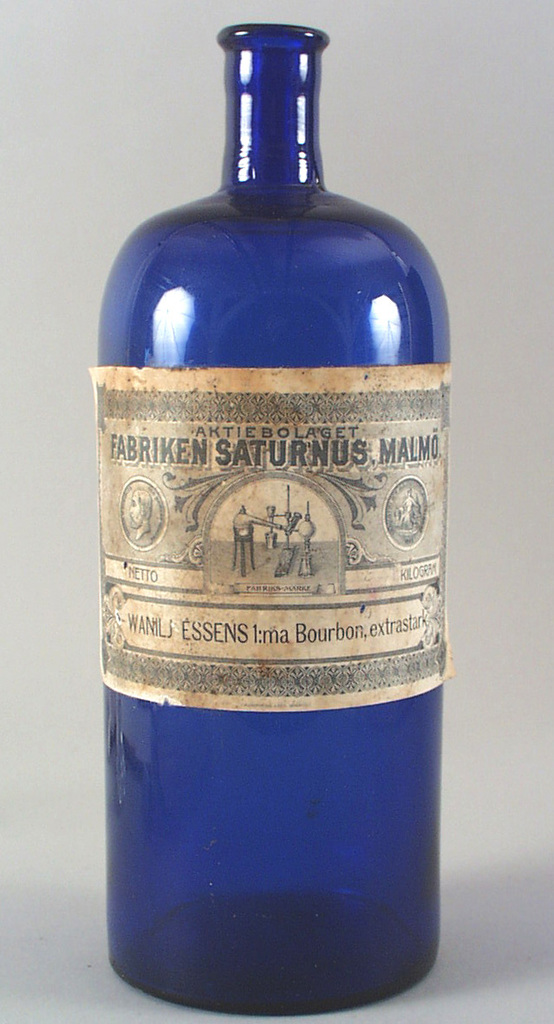 AKTIEBOLAGET
FABRIKEN SATURNUS, MALMÖ.
NETTO KILOGRAM
FABRIKS-MÄRKE
WANILJ ESSENS 1:ma Bourbon, extrastark